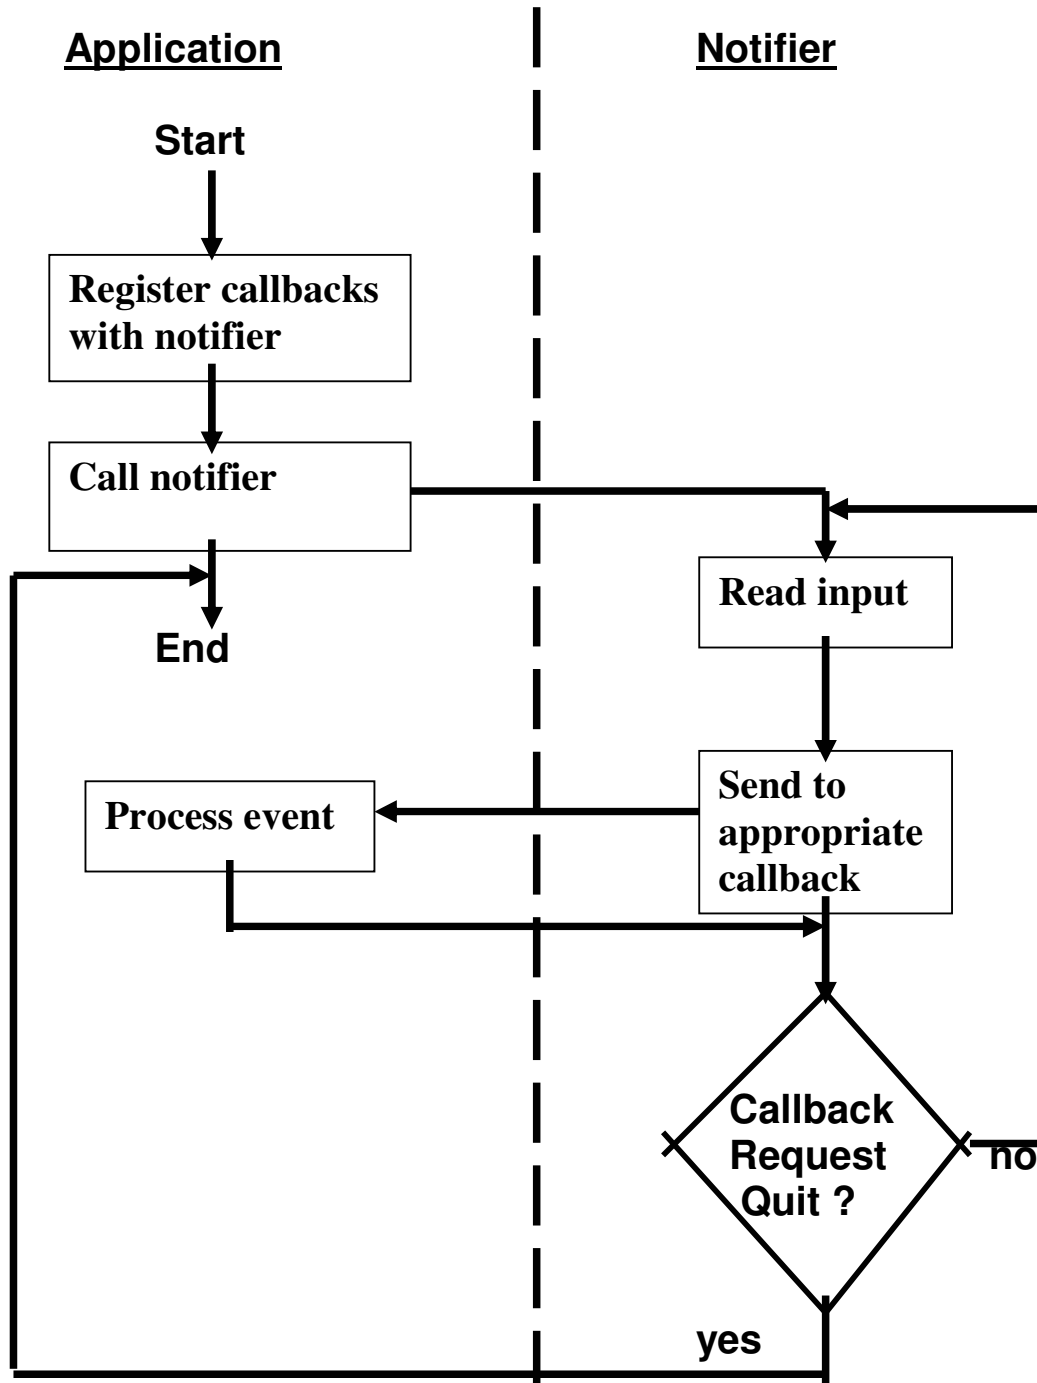 Application
Notifier
Start
Register callbacks
with notifier
Call notifier
Read input
End
Process event
Send to
appropriate
callback
Callback
Request
Quit ?
no
yes